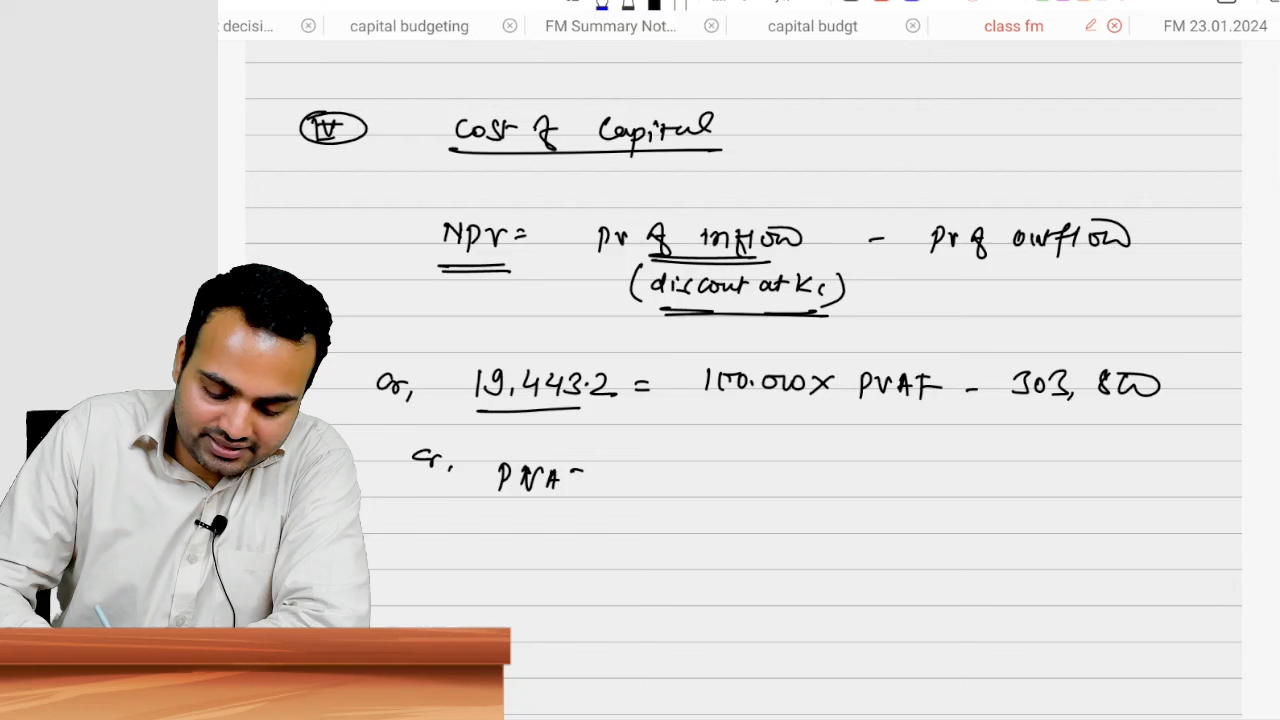 t decisi...
capital budgeting
FM Summary Not...
capital budgt
class fm
FM 23.01.2024
IV Cost of Capital
NPV = PV of inflow - PV of outflow
(discout at Kc)
or, 19,443.2 = 100.000 x PVAF - 303,800
or, PVA